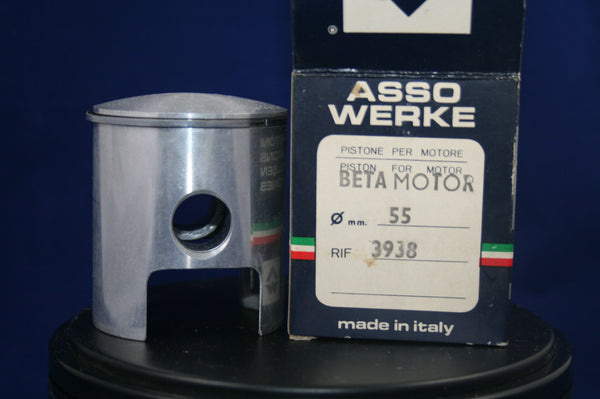 ®
ASSO
WERKE
PISTONE PER MOTORE
PISTON FOR MOTOR
BETA MOTOR
Ø mm. 55
RIF 3938
made in italy